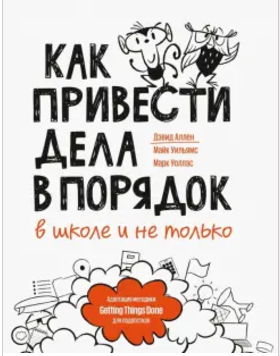 КАК
ПРИВЕСТИ
ДЕЛА
Дэвид Аллен
Майк Уильямс
Марк Уоллас
В ПОРЯДОК
в школе и не только
Адаптация методики
Getting Things Done
для подростков